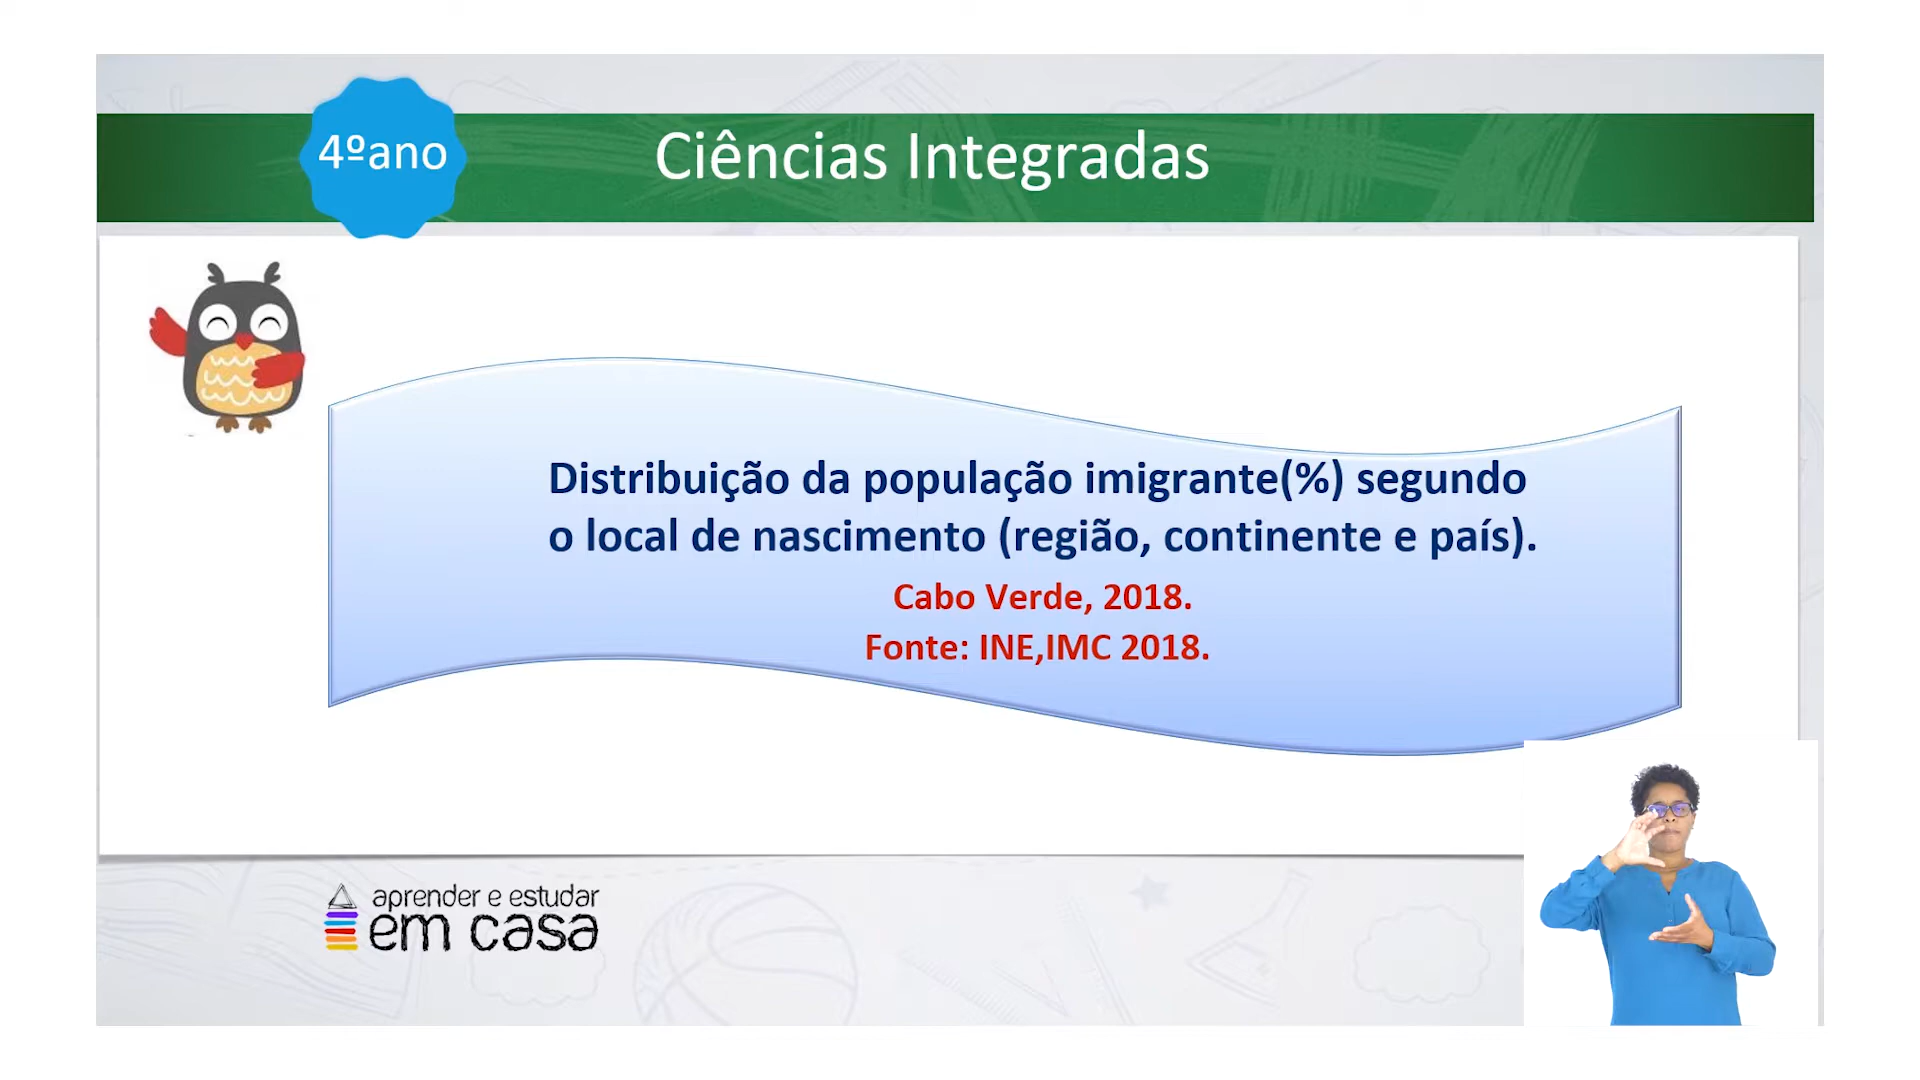 4ºano
Ciências Integradas
Distribuição da população imigrante(%) segundo
o local de nascimento (região, continente e país).
Cabo Verde, 2018.
Fonte: INE,IMC 2018.
aprender e estudar
em casa